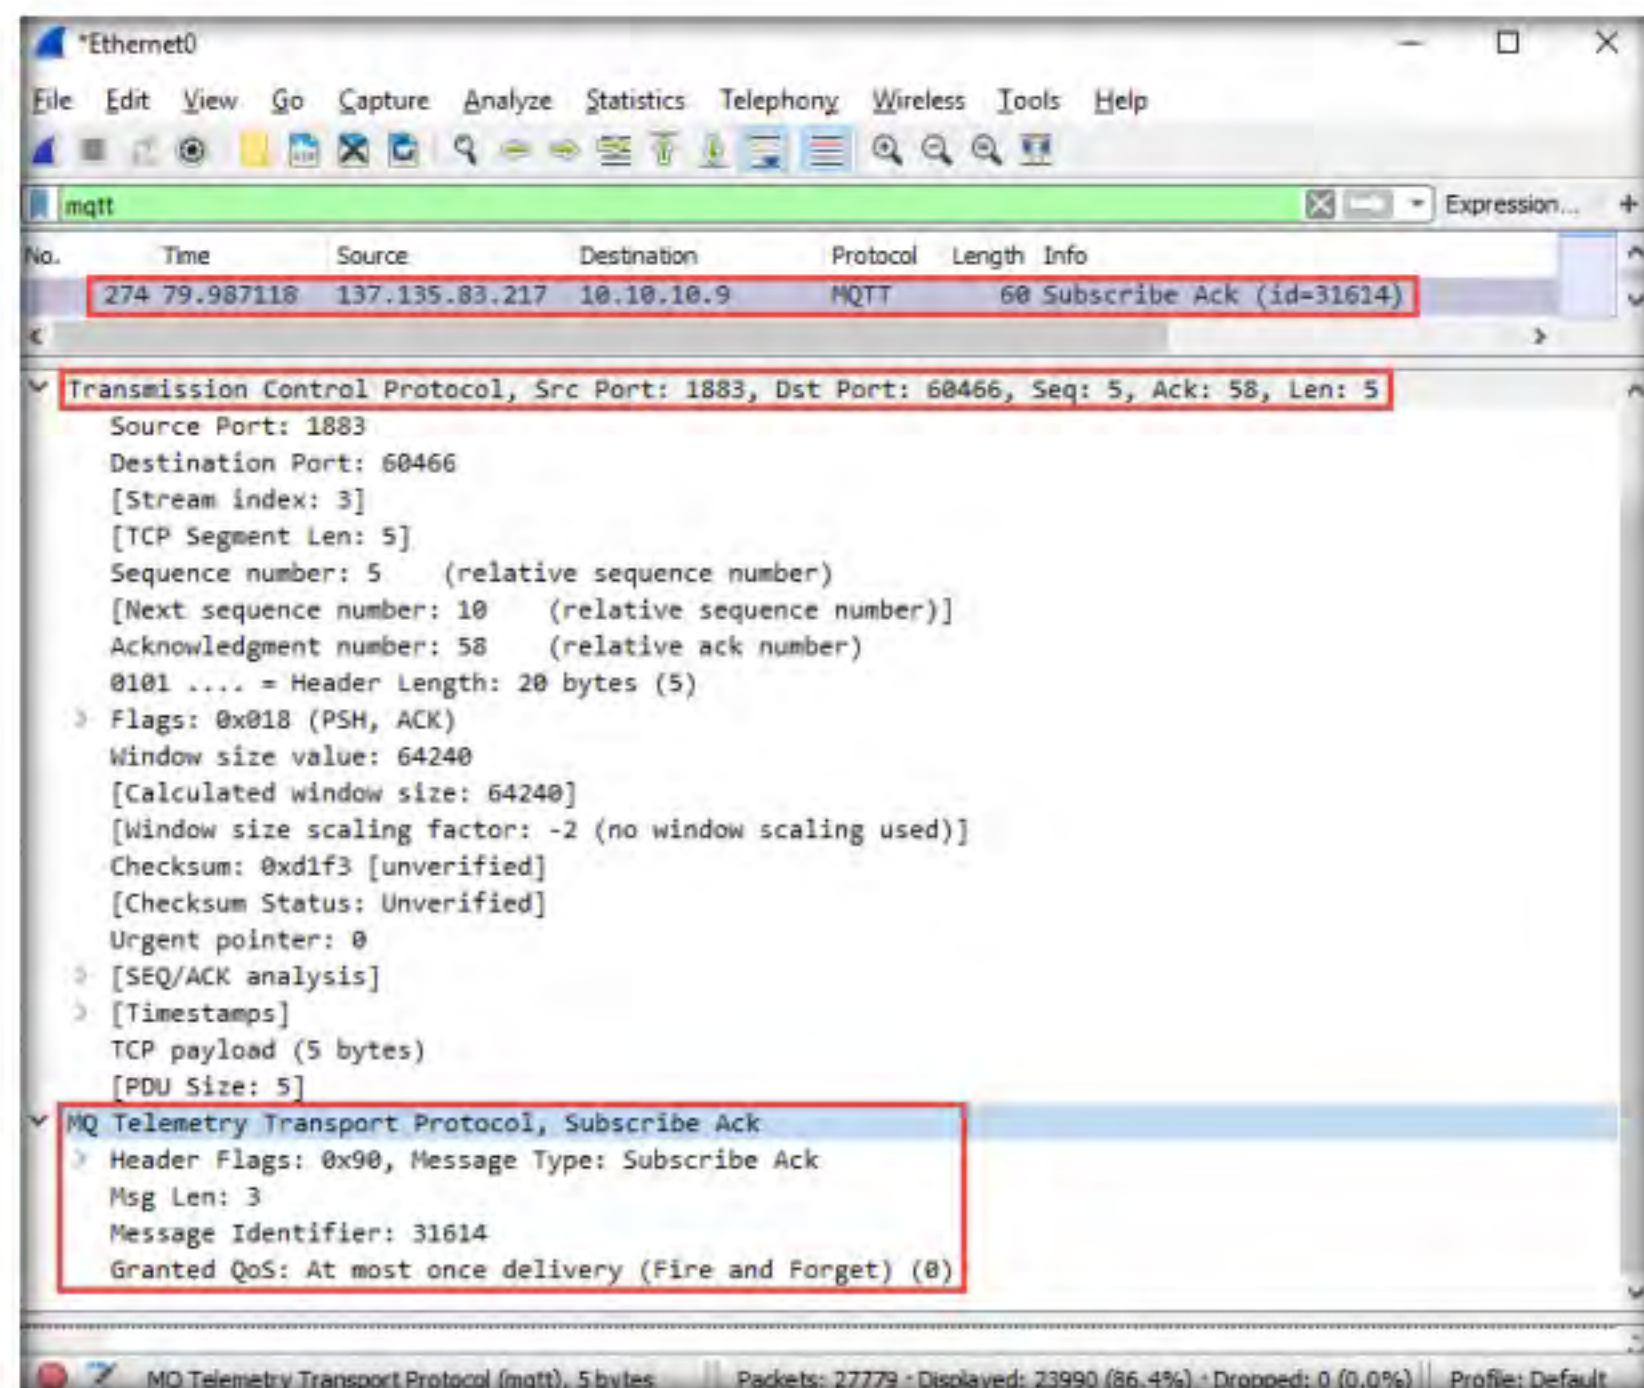 *Ethernet0
File Edit View Go Capture Analyze Statistics Telephony Wireless Tools Help
mqtt Expression... +
No. Time Source Destination Protocol Length Info
274 79.987118 137.135.83.217 10.10.10.9 MQTT 60 Subscribe Ack (id=31614)
Transmission Control Protocol, Src Port: 1883, Dst Port: 60466, Seq: 5, Ack: 58, Len: 5
Source Port: 1883
Destination Port: 60466
[Stream index: 3]
[TCP Segment Len: 5]
Sequence number: 5 (relative sequence number)
[Next sequence number: 10 (relative sequence number)]
Acknowledgment number: 58 (relative ack number)
0101 .... = Header Length: 20 bytes (5)
Flags: 0x018 (PSH, ACK)
Window size value: 64240
[Calculated window size: 64240]
[Window size scaling factor: -2 (no window scaling used)]
Checksum: 0xd1f3 [unverified]
[Checksum Status: Unverified]
Urgent pointer: 0
[SEQ/ACK analysis]
[Timestamps]
TCP payload (5 bytes)
[PDU Size: 5]
MQ Telemetry Transport Protocol, Subscribe Ack
Header Flags: 0x90, Message Type: Subscribe Ack
Msg Len: 3
Message Identifier: 31614
Granted QoS: At most once delivery (Fire and Forget) (0)
MQ Telemetry Transport Protocol (mqtt), 5 bytes Packets: 27779 · Displayed: 23990 (86.4%) · Dropped: 0 (0.0%) Profile: Default